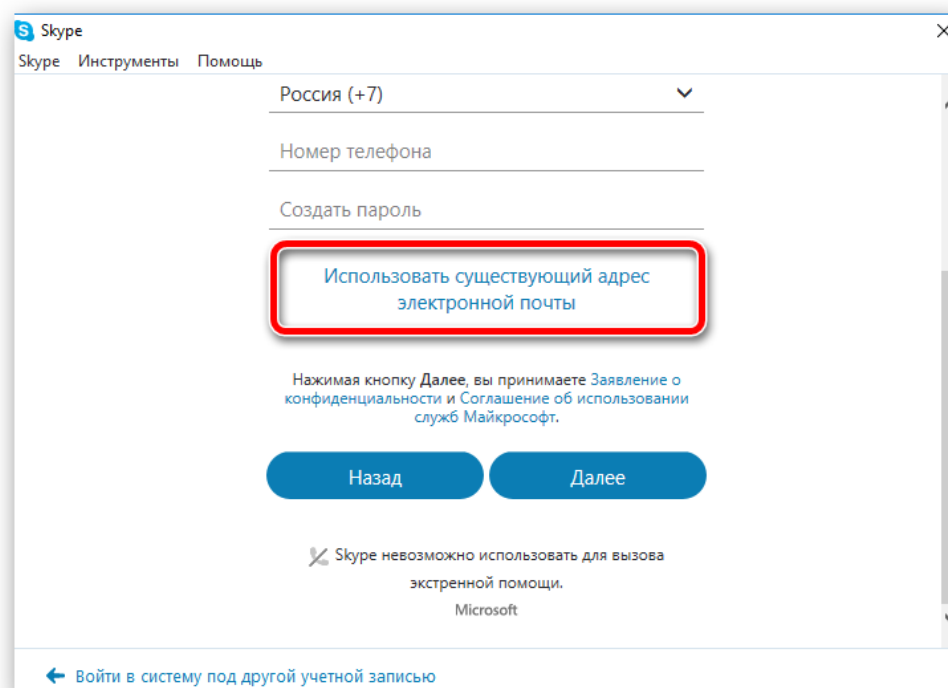 Skype
Skype Инструменты Помощь
Россия (+7)
Номер телефона
Создать пароль
Использовать существующий адрес
электронной почты
Нажимая кнопку Далее, вы принимаете Заявление о
конфиденциальности и Соглашение об использовании
служб Майкрософт.
Назад Далее
Skype невозможно использовать для вызова
экстренной помощи.
Microsoft
Войти в систему под другой учетной записью